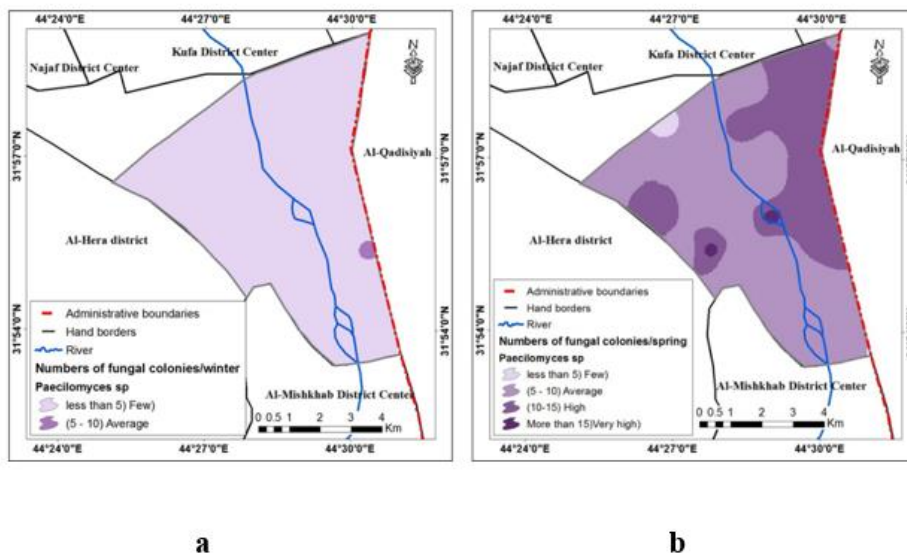 44°24'0"E 44°27'0"E 44°30'0"E
Kufa District Center
Najaf District Center
N
31°57'0"N
31°57'0"N
Al-Qadisiyah
Al-Hera district
31°54'0"N
31°54'0"N
Administrative boundaries
Hand borders
River
Numbers of fungal colonies/winter
Paecilomyces sp
less than 5) Few)
(5 - 10) Average
Al-Mishkhab District Center
0 0.5 1 2 3 4
Km
44°24'0"E 44°27'0"E 44°30'0"E
a
44°24'0"E 44°27'0"E 44°30'0"E
Kufa District Center
Najaf District Center
N
31°57'0"N
31°57'0"N
Al-Qadisiyah
Al-Hera district
31°54'0"N
31°54'0"N
Administrative boundaries
Hand borders
River
Numbers of fungal colonies/spring
Paecilomyces sp
less than 5) Few)
(5 - 10) Average
(10-15) High
More than 15)Very high)
Al-Mishkhab District Center
0 0.5 1 2 3 4
Km
44°24'0"E 44°27'0"E 44°30'0"E
b